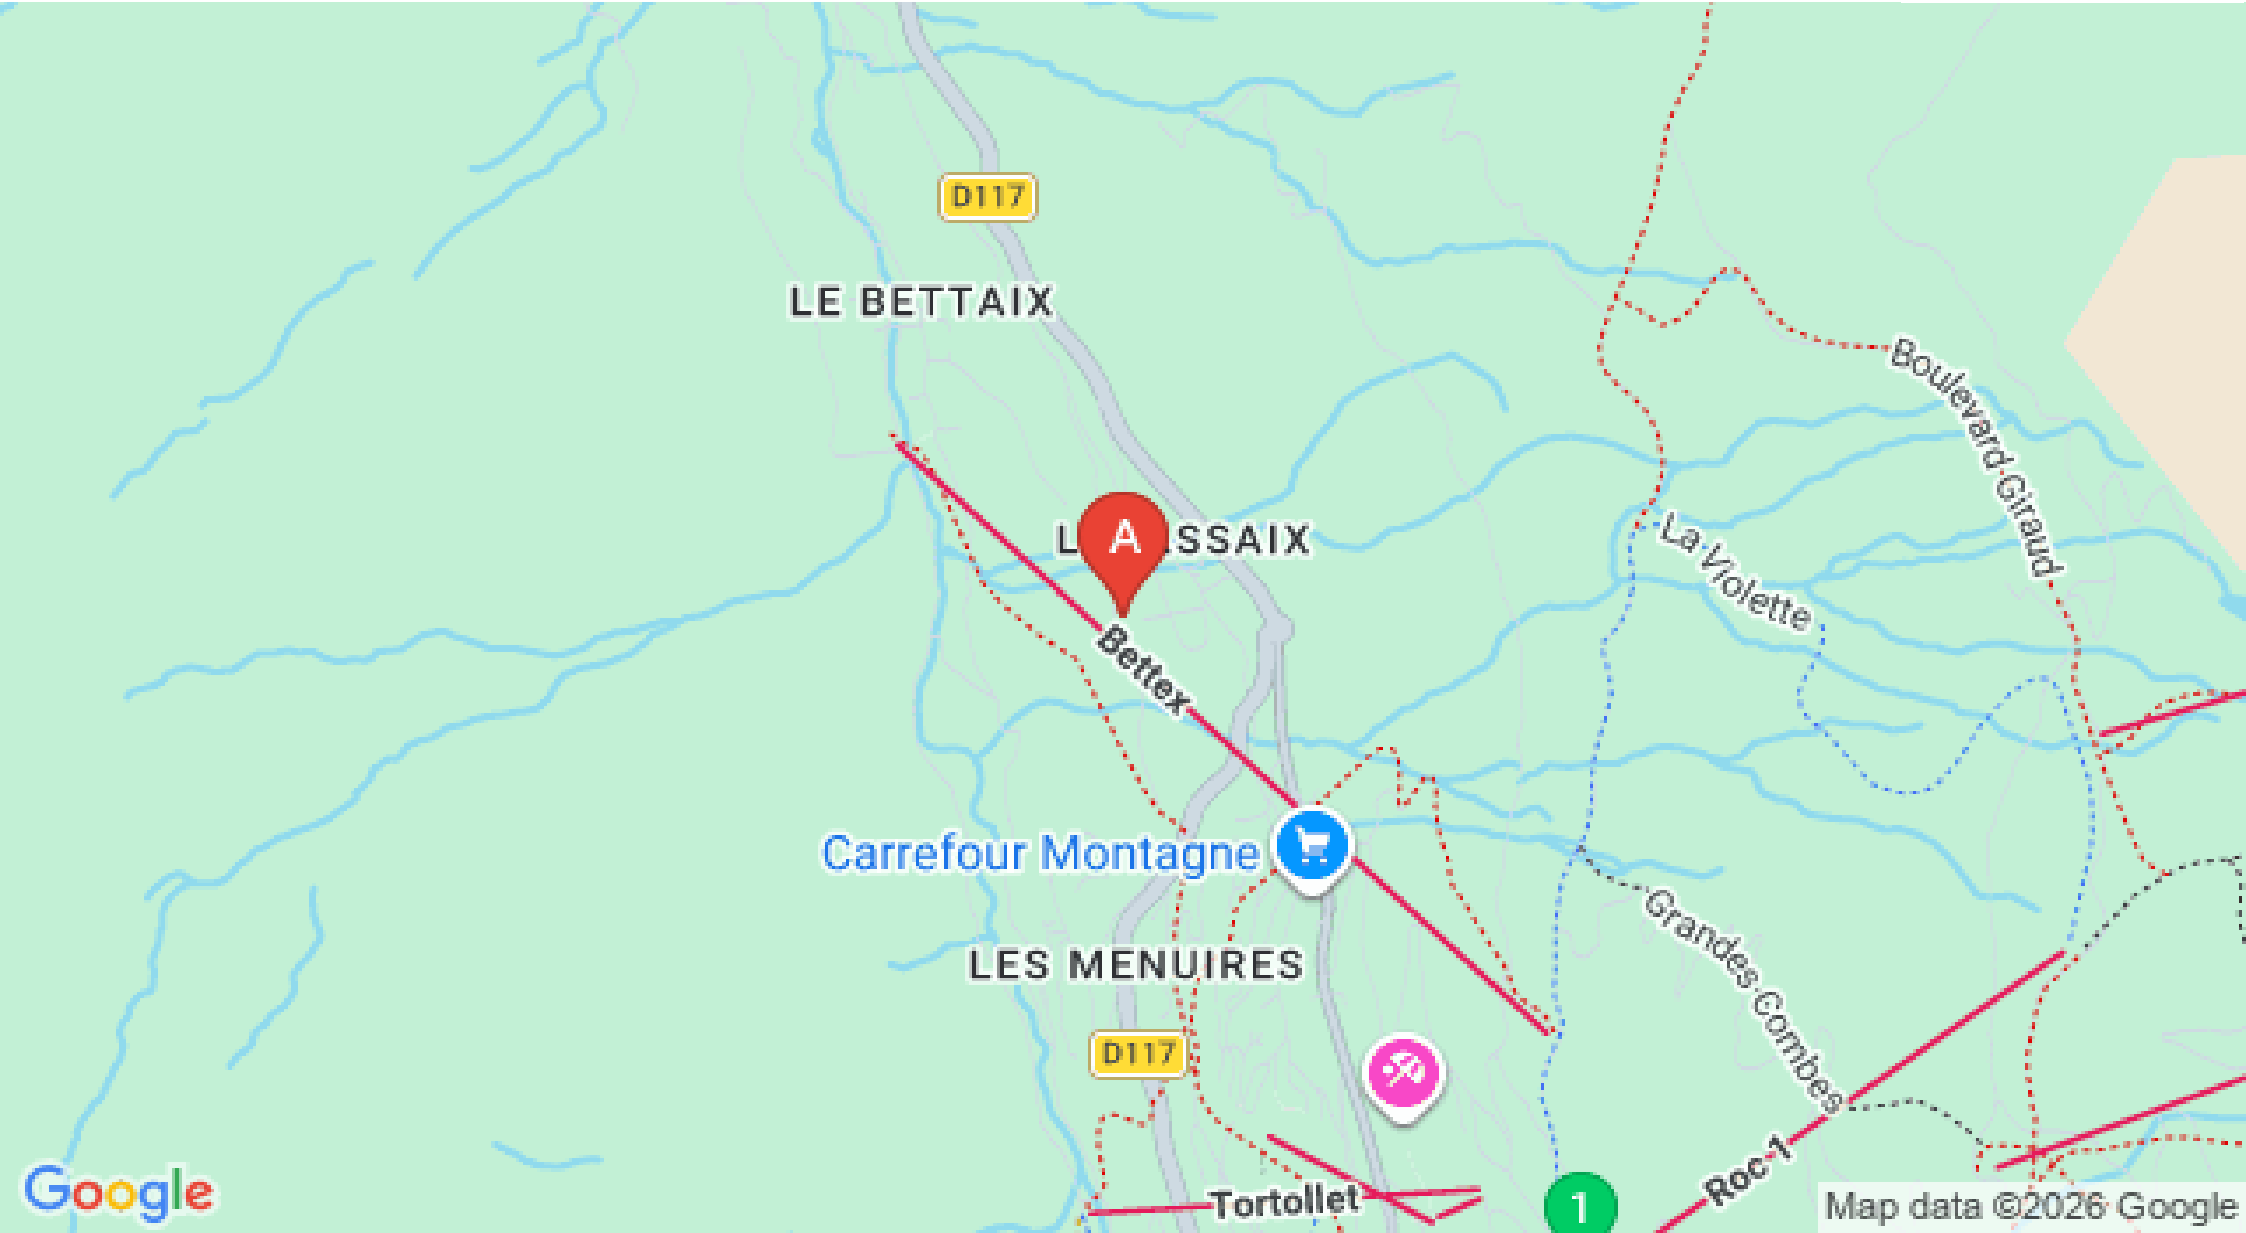 D117
LE BETTAIX
Boulevard Giraud
A
SSAIX
La Violette
Bettex
Carrefour Montagne
Grandes Combes
LES MENUIRES
D117
Roc 1
Tortollet
1
Google
Map data ©2026 Google